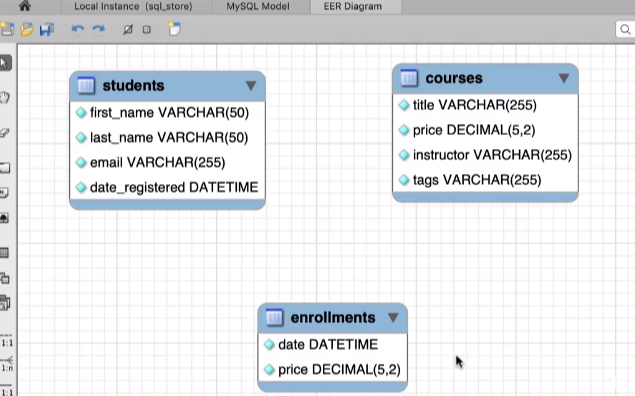 Local Instance (sql_store)
MySQL Model
EER Diagram
students
first_name VARCHAR(50)
last_name VARCHAR(50)
email VARCHAR(255)
date_registered DATETIME
courses
title VARCHAR(255)
price DECIMAL(5,2)
instructor VARCHAR(255)
tags VARCHAR(255)
enrollments
date DATETIME
price DECIMAL(5,2)
1:1
1:n
1:1